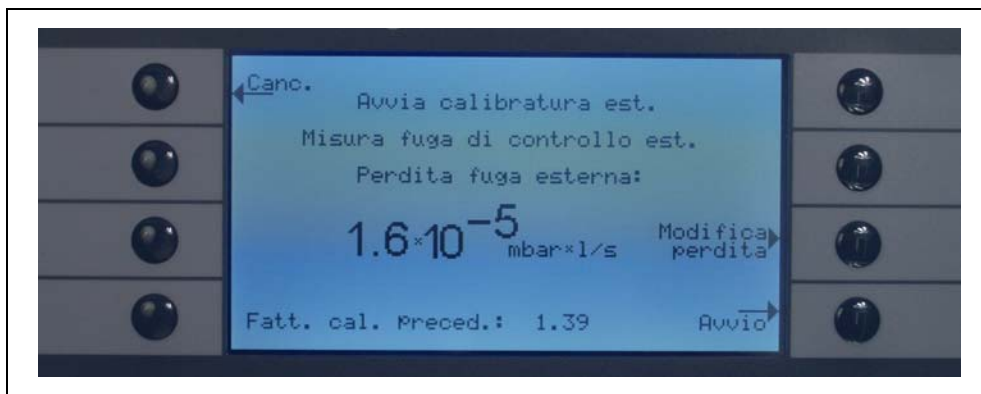 Canc.
Avvia calibratura est.
Misura fuga di controllo est.
Perdita fuga esterna:
1.6×10⁻⁵ mbar×l/s
Modifica
perdita
Fatt. cal. preced.: 1.39
Avvio